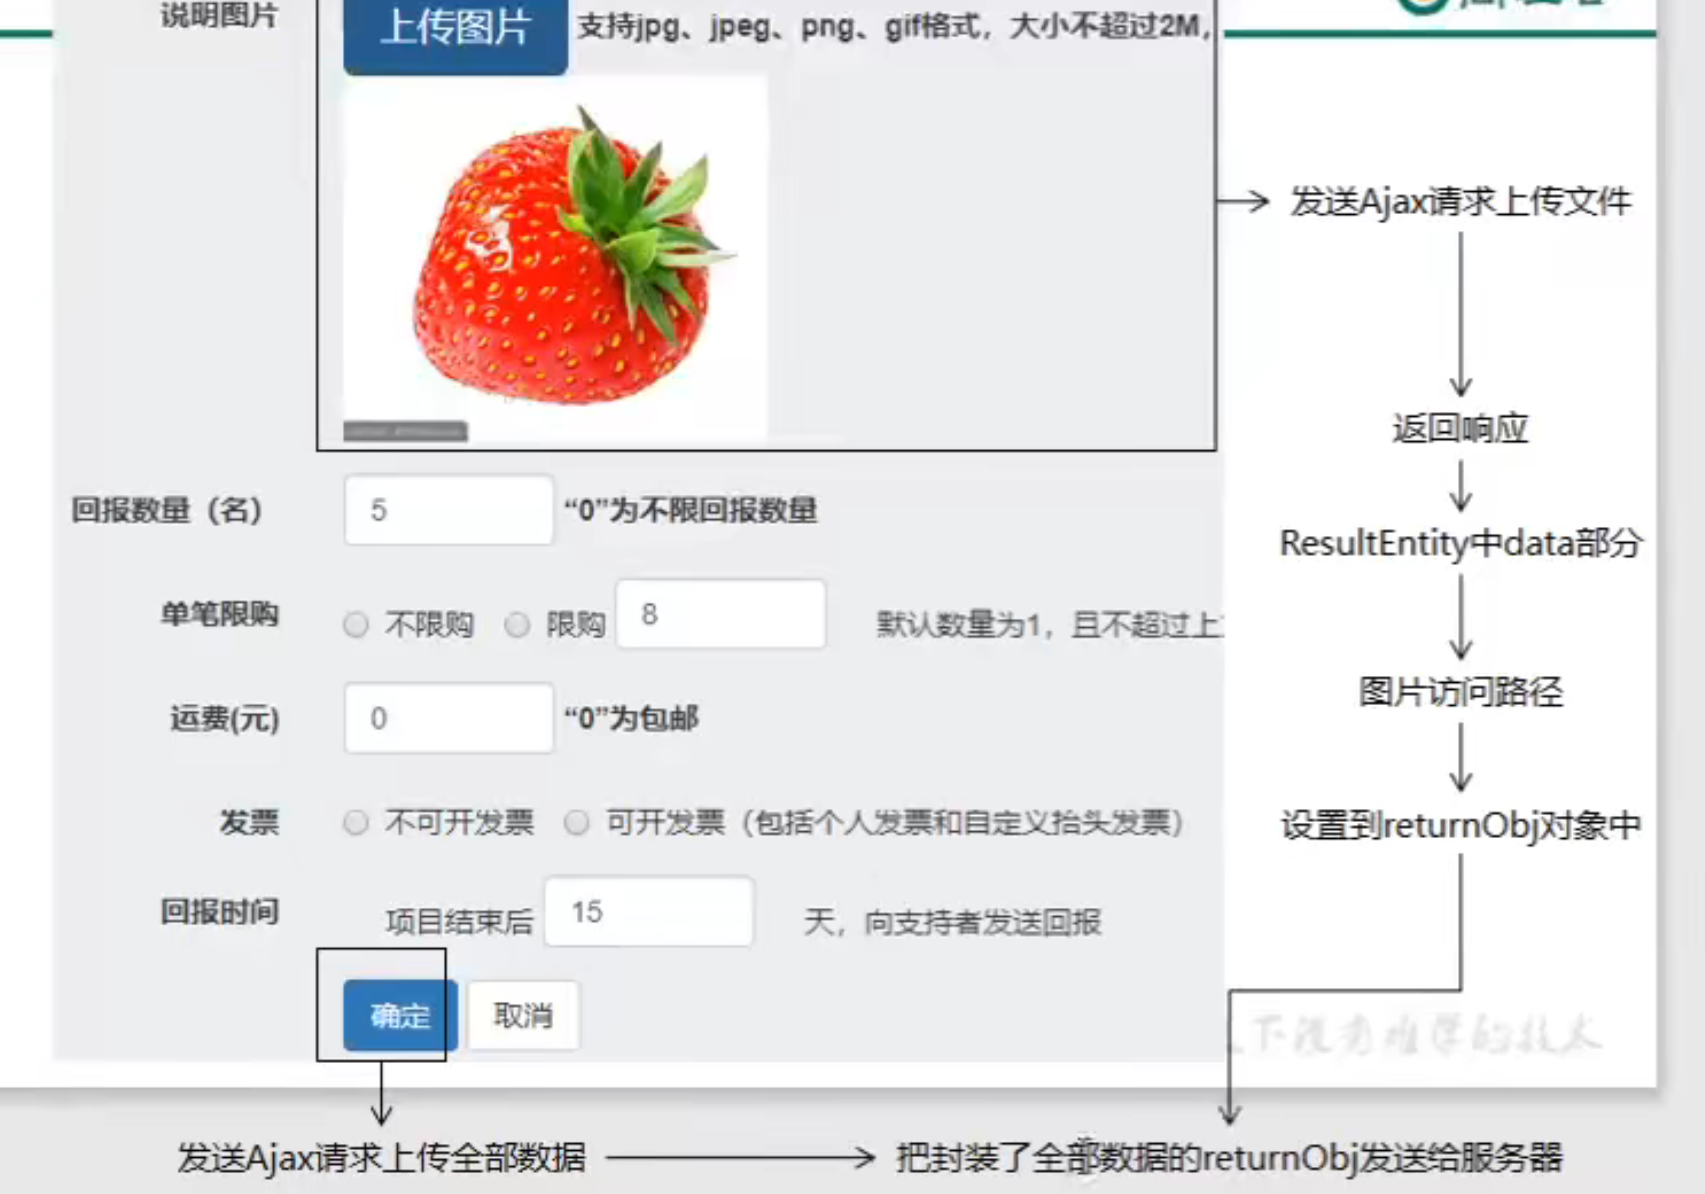 说明图片
上传图片 支持jpg、jpeg、png、gif格式，大小不超过2M，
发送Ajax请求上传文件
返回响应
回报数量（名） 5 “0”为不限回报数量
ResultEntity中data部分
单笔限购 不限购 限购 8 默认数量为1，且不超过上
图片访问路径
运费(元) 0 “0”为包邮
发票 不可开发票 可开发票（包括个人发票和自定义抬头发票）
设置到returnObj对象中
回报时间 项目结束后 15 天，向支持者发送回报
确定 取消
下没有难学的技术
发送Ajax请求上传全部数据 把封装了全部数据的returnObj发送给服务器